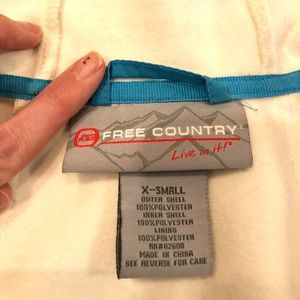 FREE COUNTRY
Live in it!®
X-SMALL
OUTER SHELL
100%POLYESTER
INNER SHELL
100%POLYESTER
LINING
100%POLYESTER
RN#82600
MADE IN CHINA
SEE REVERSE FOR CARE